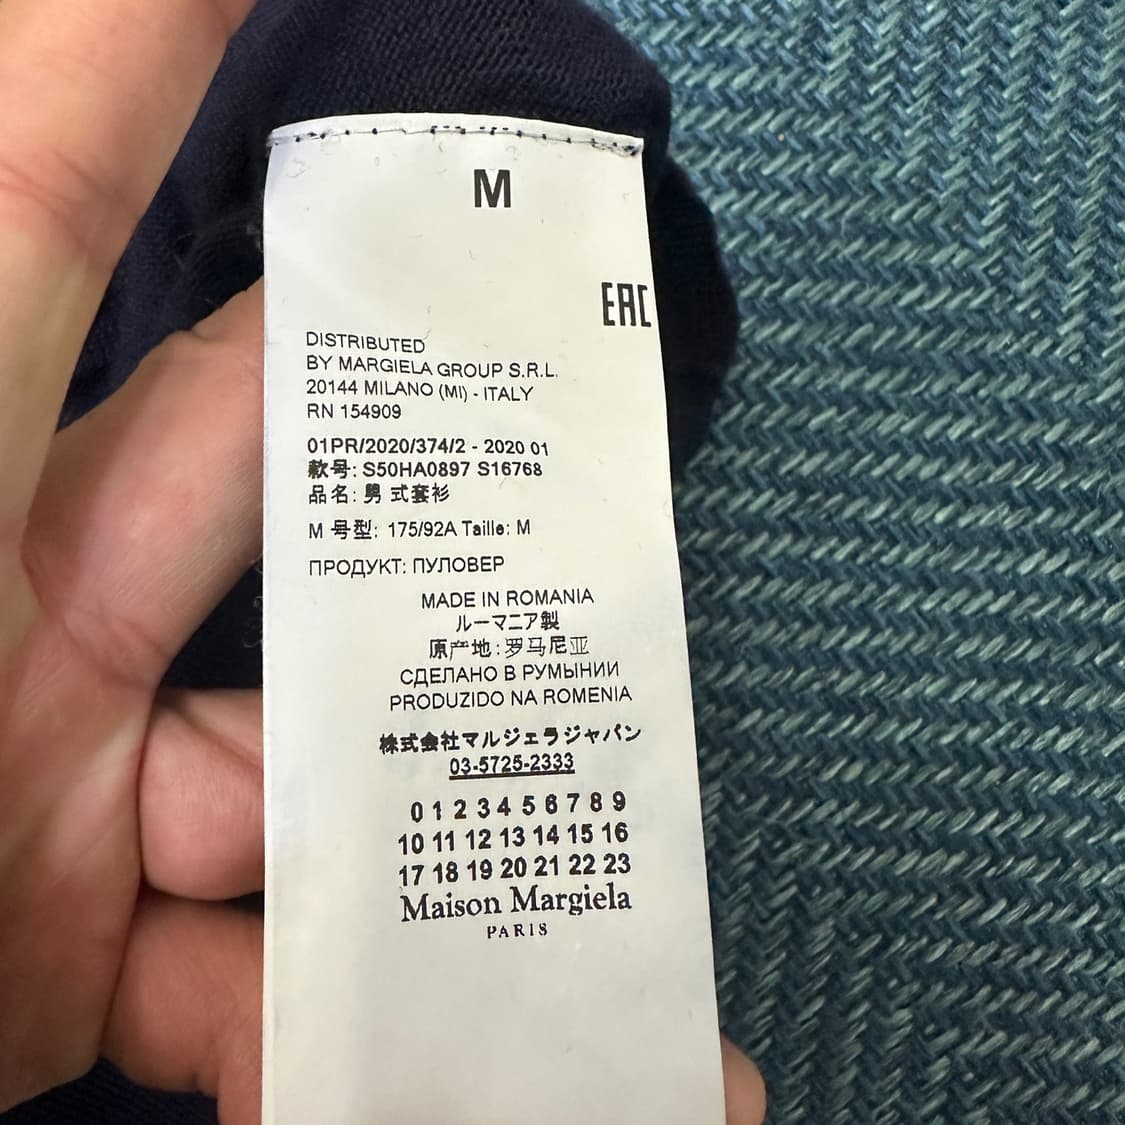 M
EAC
DISTRIBUTED
BY MARGIELA GROUP S.R.L.
20144 MILANO (MI) - ITALY
RN 154909
01PR/2020/374/2 - 2020 01
款号: S50HA0897 S16768
品名: 男 式套衫
M 号型: 175/92A Taille: M
ПРОДУКТ: ПУЛОВЕР
MADE IN ROMANIA
ルーマニア製
原产地: 罗马尼亚
СДЕЛАНО В РУМЫНИИ
PRODUZIDO NA ROMENIA
株式会社マルジェラジャパン
03-5725-2333
0 1 2 3 4 5 6 7 8 9
10 11 12 13 14 15 16
17 18 19 20 21 22 23
Maison Margiela
PARIS